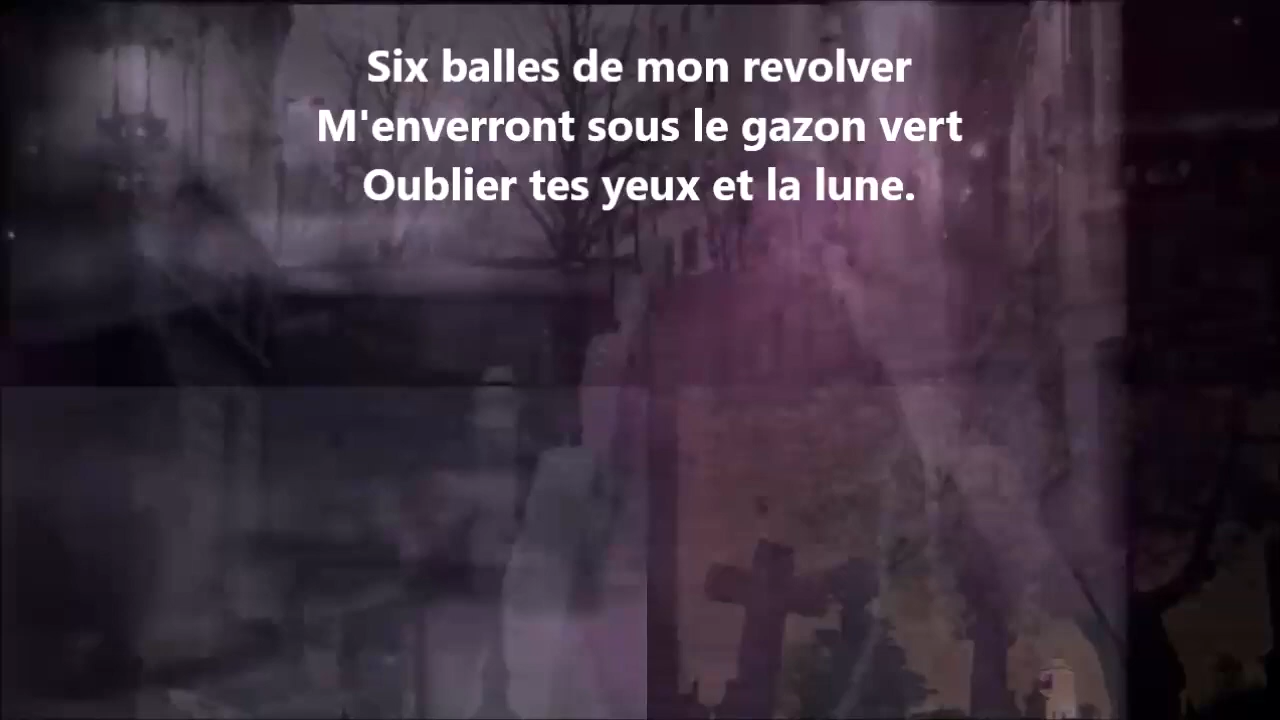 Six balles de mon revolver
M'enverront sous le gazon vert
Oublier tes yeux et la lune.